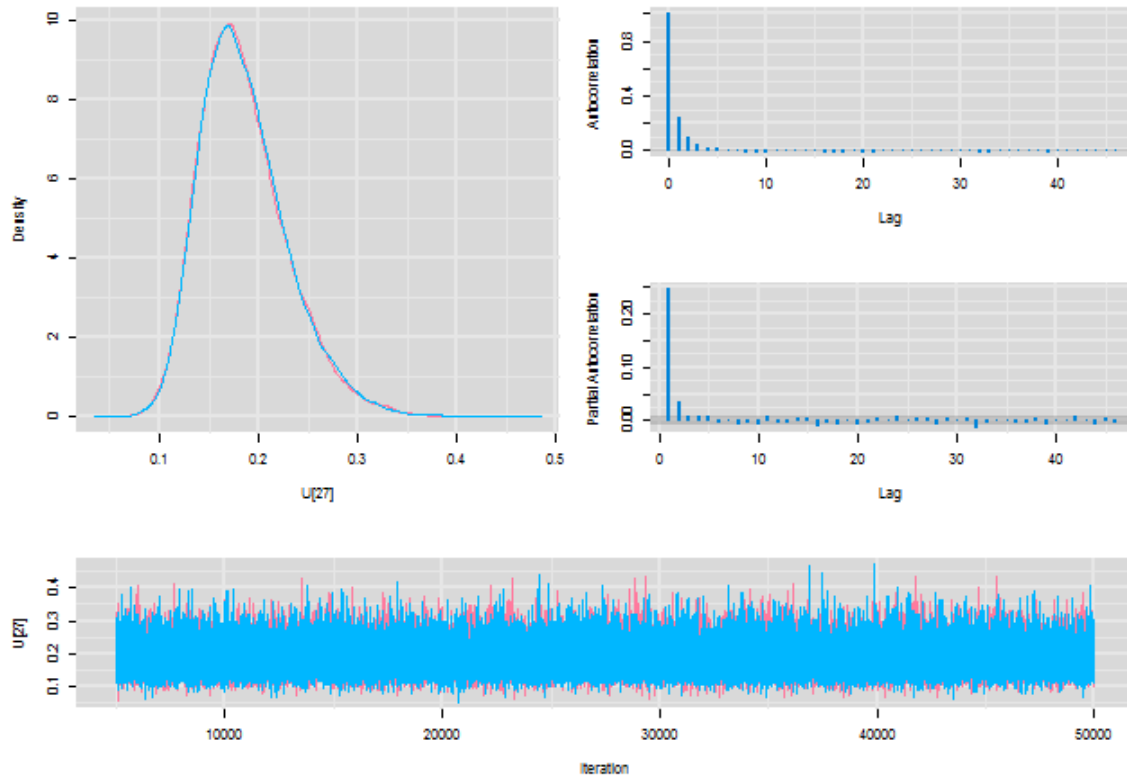 Density
0 2 4 6 8 10
0.1 0.2 0.3 0.4 0.5
U[27]
Autocorrelation
0.0 0.4 0.8
0 10 20 30 40
Lag
Partial Autocorrelation
0.00 0.10 0.20
0 10 20 30 40
Lag
U[27]
0.1 0.2 0.3 0.4
10000 20000 30000 40000 50000
Iteration